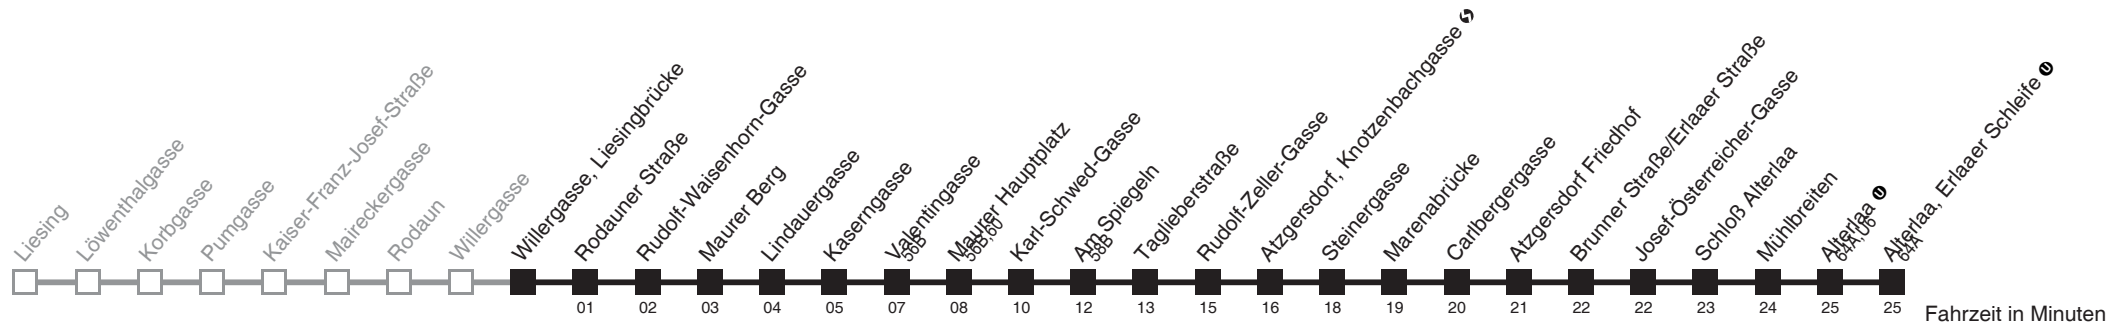 Liesing
Löwenthalgasse
Korbgasse
Purngasse
Kaiser-Franz-Josef-Straße
Maireckergasse
Rodaun
Willergasse
Willergasse, Liesingbrücke
Rodauner Straße
01
Rudolf-Waisenhorn-Gasse
02
Maurer Berg
03
Lindauergasse
04
Kaserngasse
05
Valentingasse
56B
07
Maurer Hauptplatz
56B,60
08
Karl-Schwed-Gasse
10
Am Spiegeln
58B
12
Taglieberstraße
13
Rudolf-Zeller-Gasse
15
Atzgersdorf, Knotzenbachgasse
16
Steinergasse
18
Marenabrücke
19
Carlbergergasse
20
Atzgersdorf Friedhof
21
Brunner Straße/Erlaaer Straße
22
Josef-Österreicher-Gasse
22
Schloß Alterlaa
23
Mühlbreiten
24
Alterlaa U
64A,U6
25
Alterlaa, Erlaaer Schleife U
64A
25
Fahrzeit in Minuten